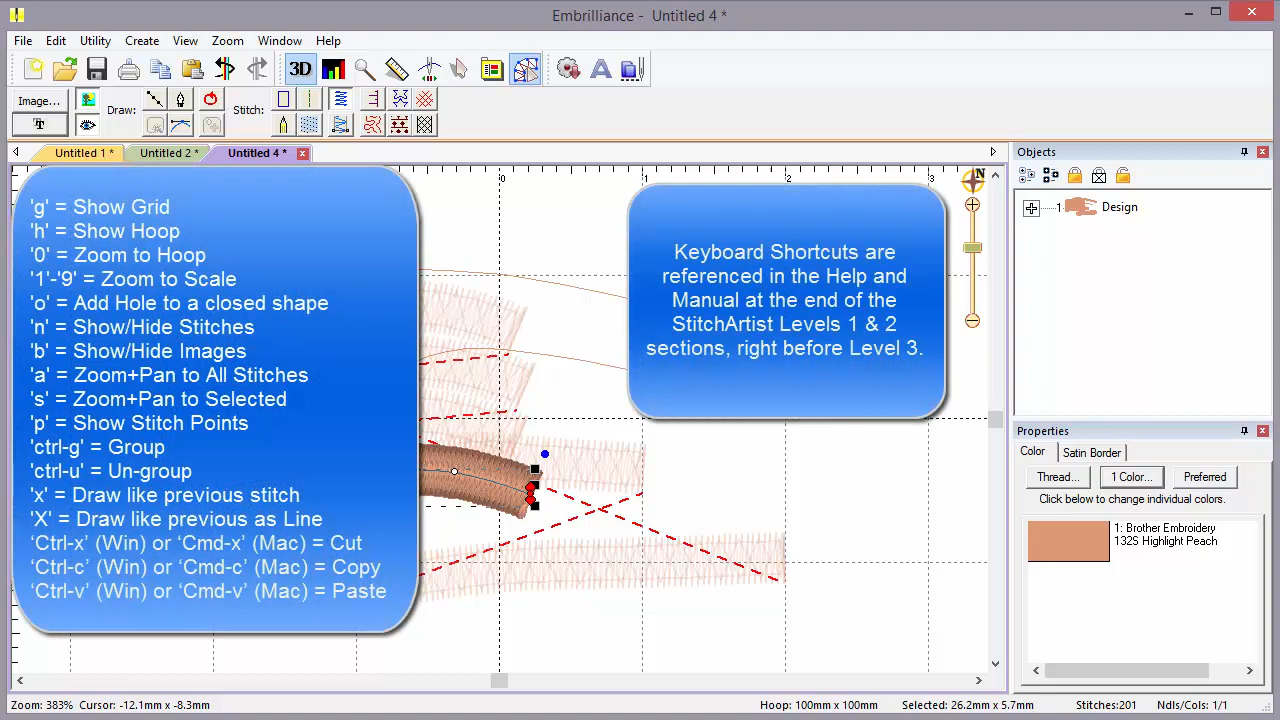 Embrilliance - Untitled 4 *
File Edit Utility Create View Zoom Window Help
3D
Image... Draw: Stitch:
Untitled 1 * Untitled 2 * Untitled 4 *
0 1 2 3
N
'g' = Show Grid
'h' = Show Hoop
'0' = Zoom to Hoop
'1'-'9' = Zoom to Scale
'o' = Add Hole to a closed shape
'n' = Show/Hide Stitches
'b' = Show/Hide Images
'a' = Zoom+Pan to All Stitches
's' = Zoom+Pan to Selected
'p' = Show Stitch Points
'ctrl-g' = Group
'ctrl-u' = Un-group
'x' = Draw like previous stitch
'X' = Draw like previous as Line
‘Ctrl-x’ (Win) or ‘Cmd-x’ (Mac) = Cut
‘Ctrl-c’ (Win) or ‘Cmd-c’ (Mac) = Copy
‘Ctrl-v’ (Win) or ‘Cmd-v’ (Mac) = Paste
Keyboard Shortcuts are
referenced in the Help and
Manual at the end of the
StitchArtist Levels 1 & 2
sections, right before Level 3.
Objects
1 Design
Properties
Color Satin Border
Thread... 1 Color... Preferred
Click below to change individual colors.
1: Brother Embroidery
132S Highlight Peach
Zoom: 383% Cursor: -12.1mm x -8.3mm Hoop: 100mm x 100mm Selected: 26.2mm x 5.7mm Stitches:201 Ndls/Cols: 1/1